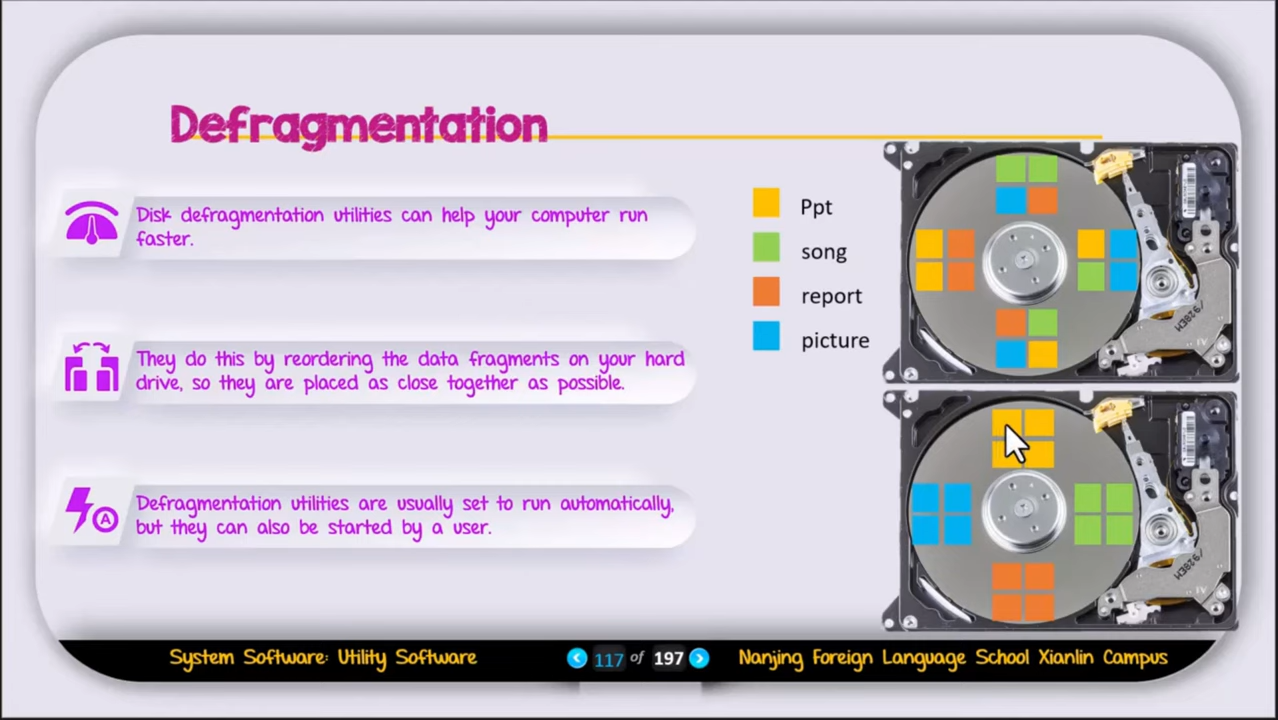 Defragmentation
Disk defragmentation utilities can help your computer run
faster.
They do this by reordering the data fragments on your hard
drive, so they are placed as close together as possible.
Defragmentation utilities are usually set to run automatically,
but they can also be started by a user.
A
Ppt
song
report
picture
System Software: Utility Software
117 of 197
Nanjing Foreign Language School Xianlin Campus